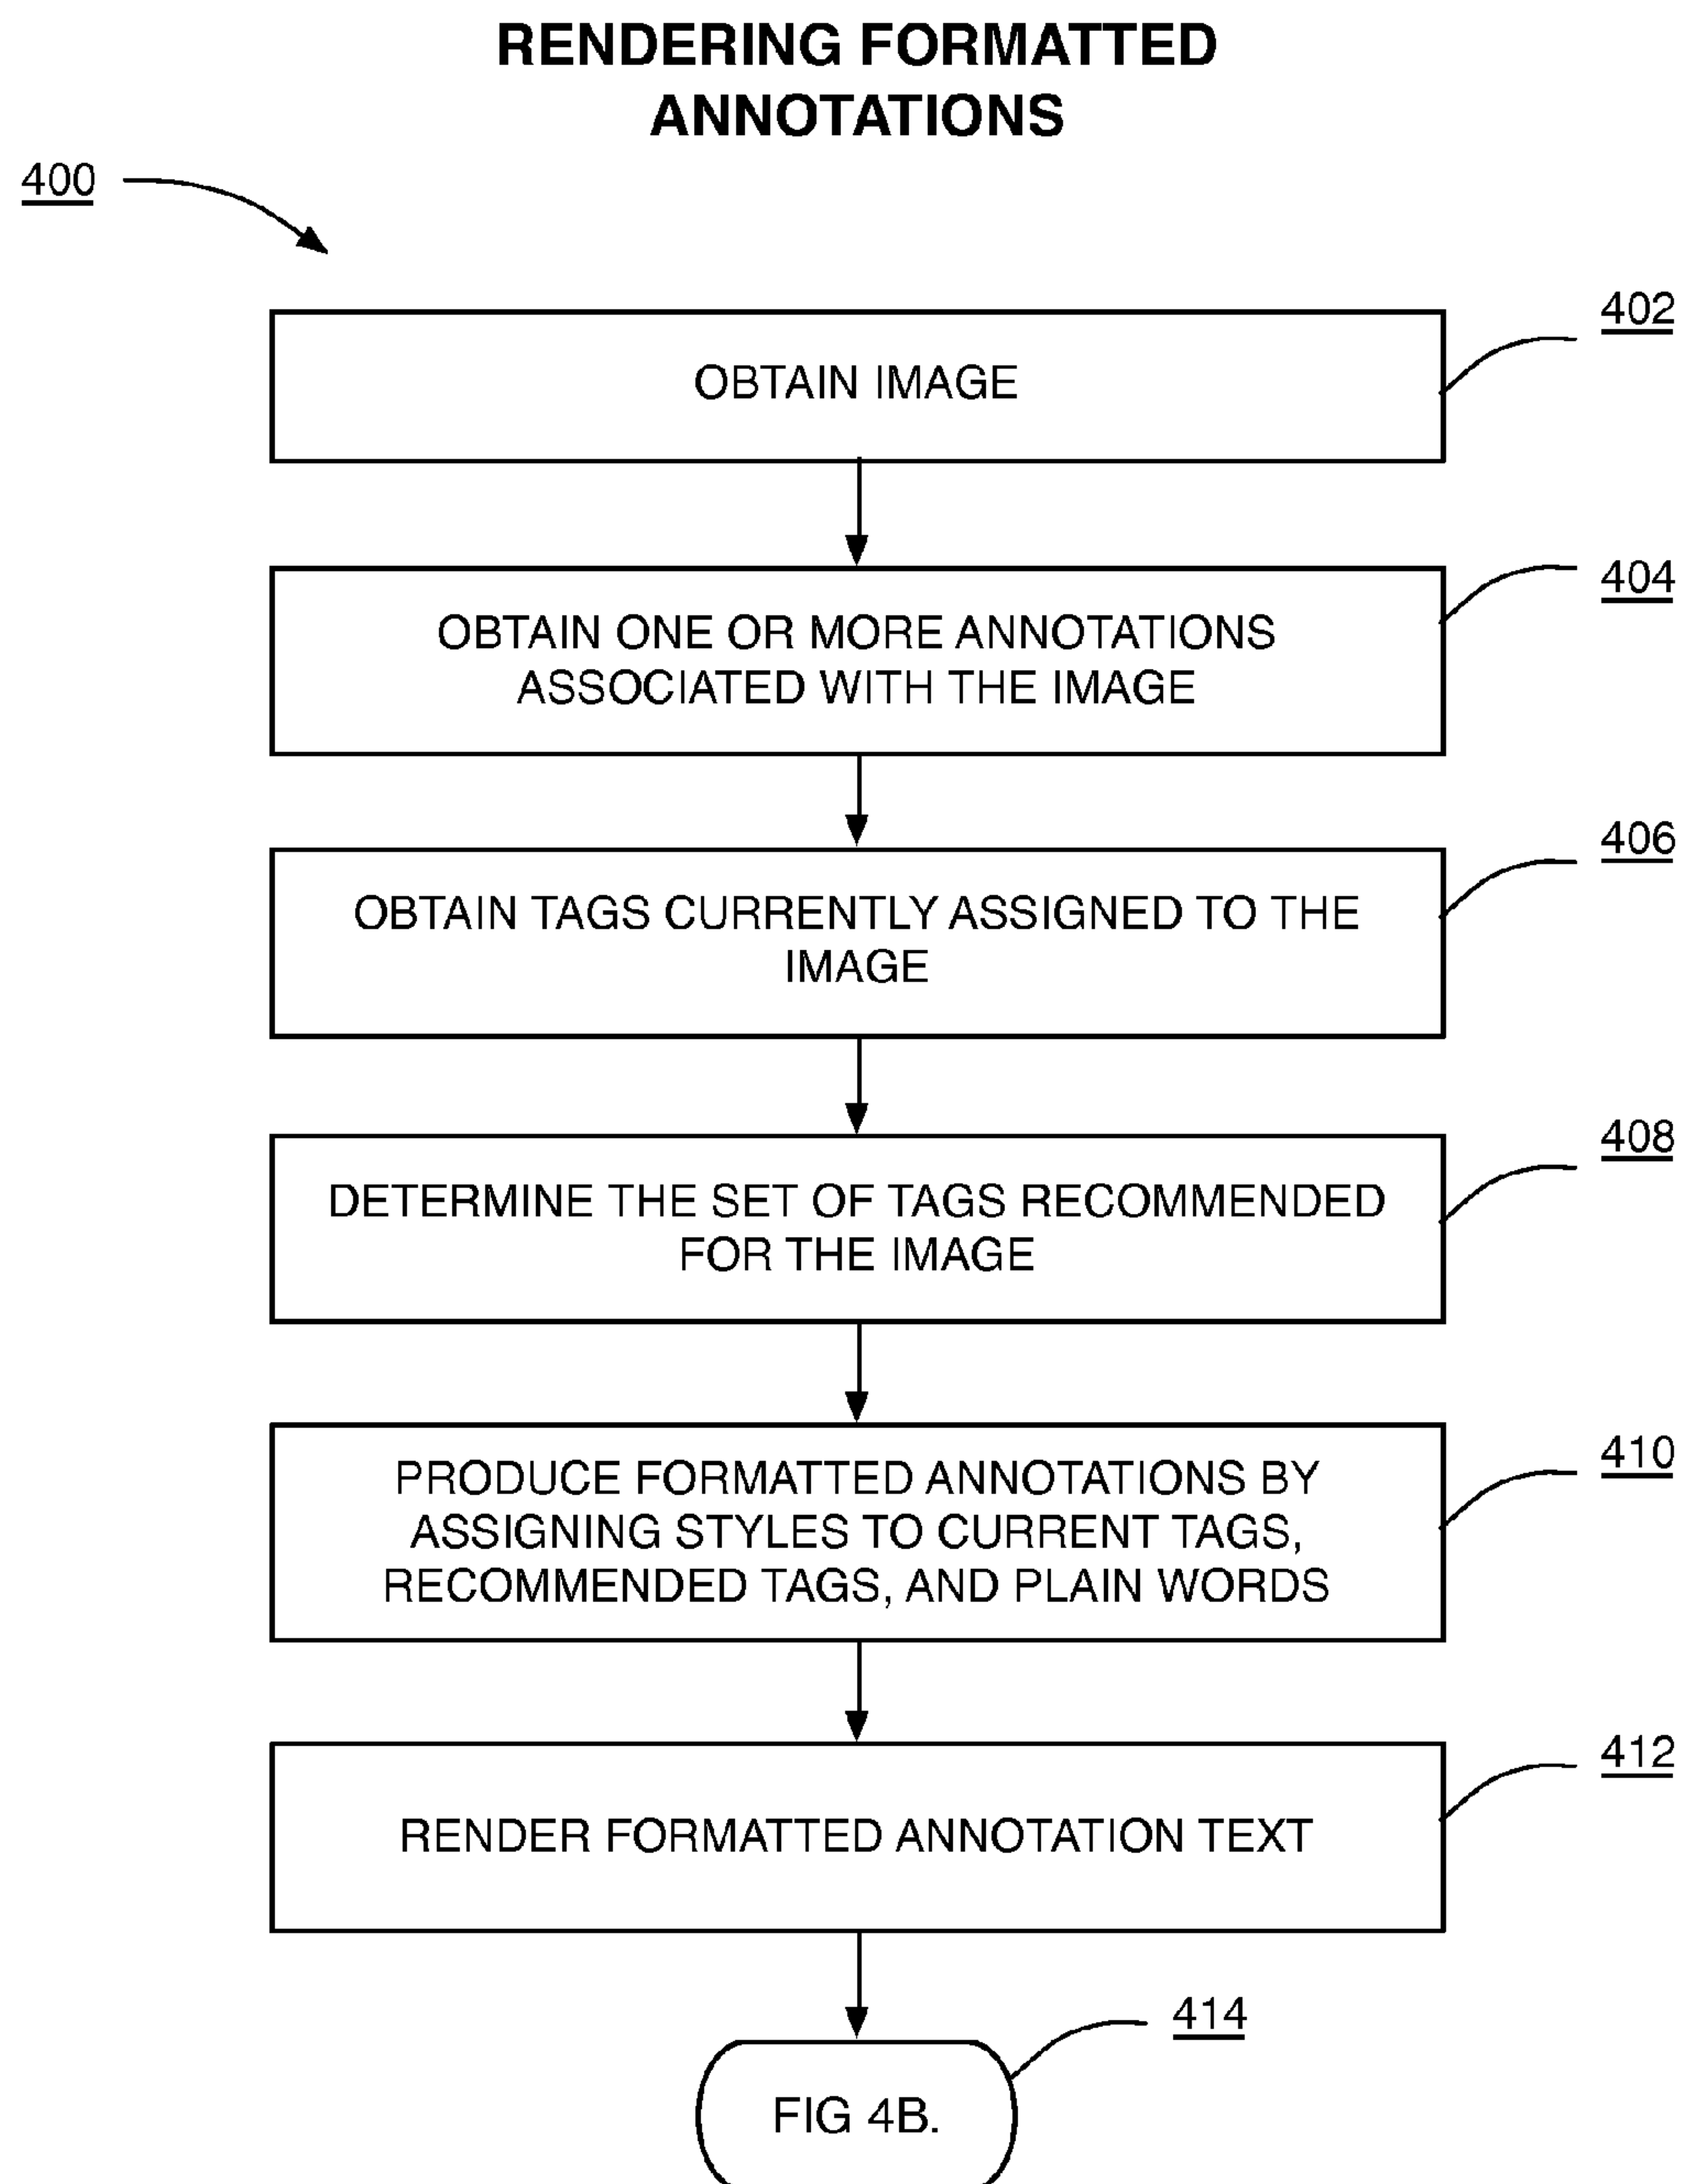 RENDERING FORMATTED
ANNOTATIONS
400
402
OBTAIN IMAGE
404
OBTAIN ONE OR MORE ANNOTATIONS
ASSOCIATED WITH THE IMAGE
406
OBTAIN TAGS CURRENTLY ASSIGNED TO THE
IMAGE
408
DETERMINE THE SET OF TAGS RECOMMENDED
FOR THE IMAGE
410
PRODUCE FORMATTED ANNOTATIONS BY
ASSIGNING STYLES TO CURRENT TAGS,
RECOMMENDED TAGS, AND PLAIN WORDS
412
RENDER FORMATTED ANNOTATION TEXT
414
FIG 4B.